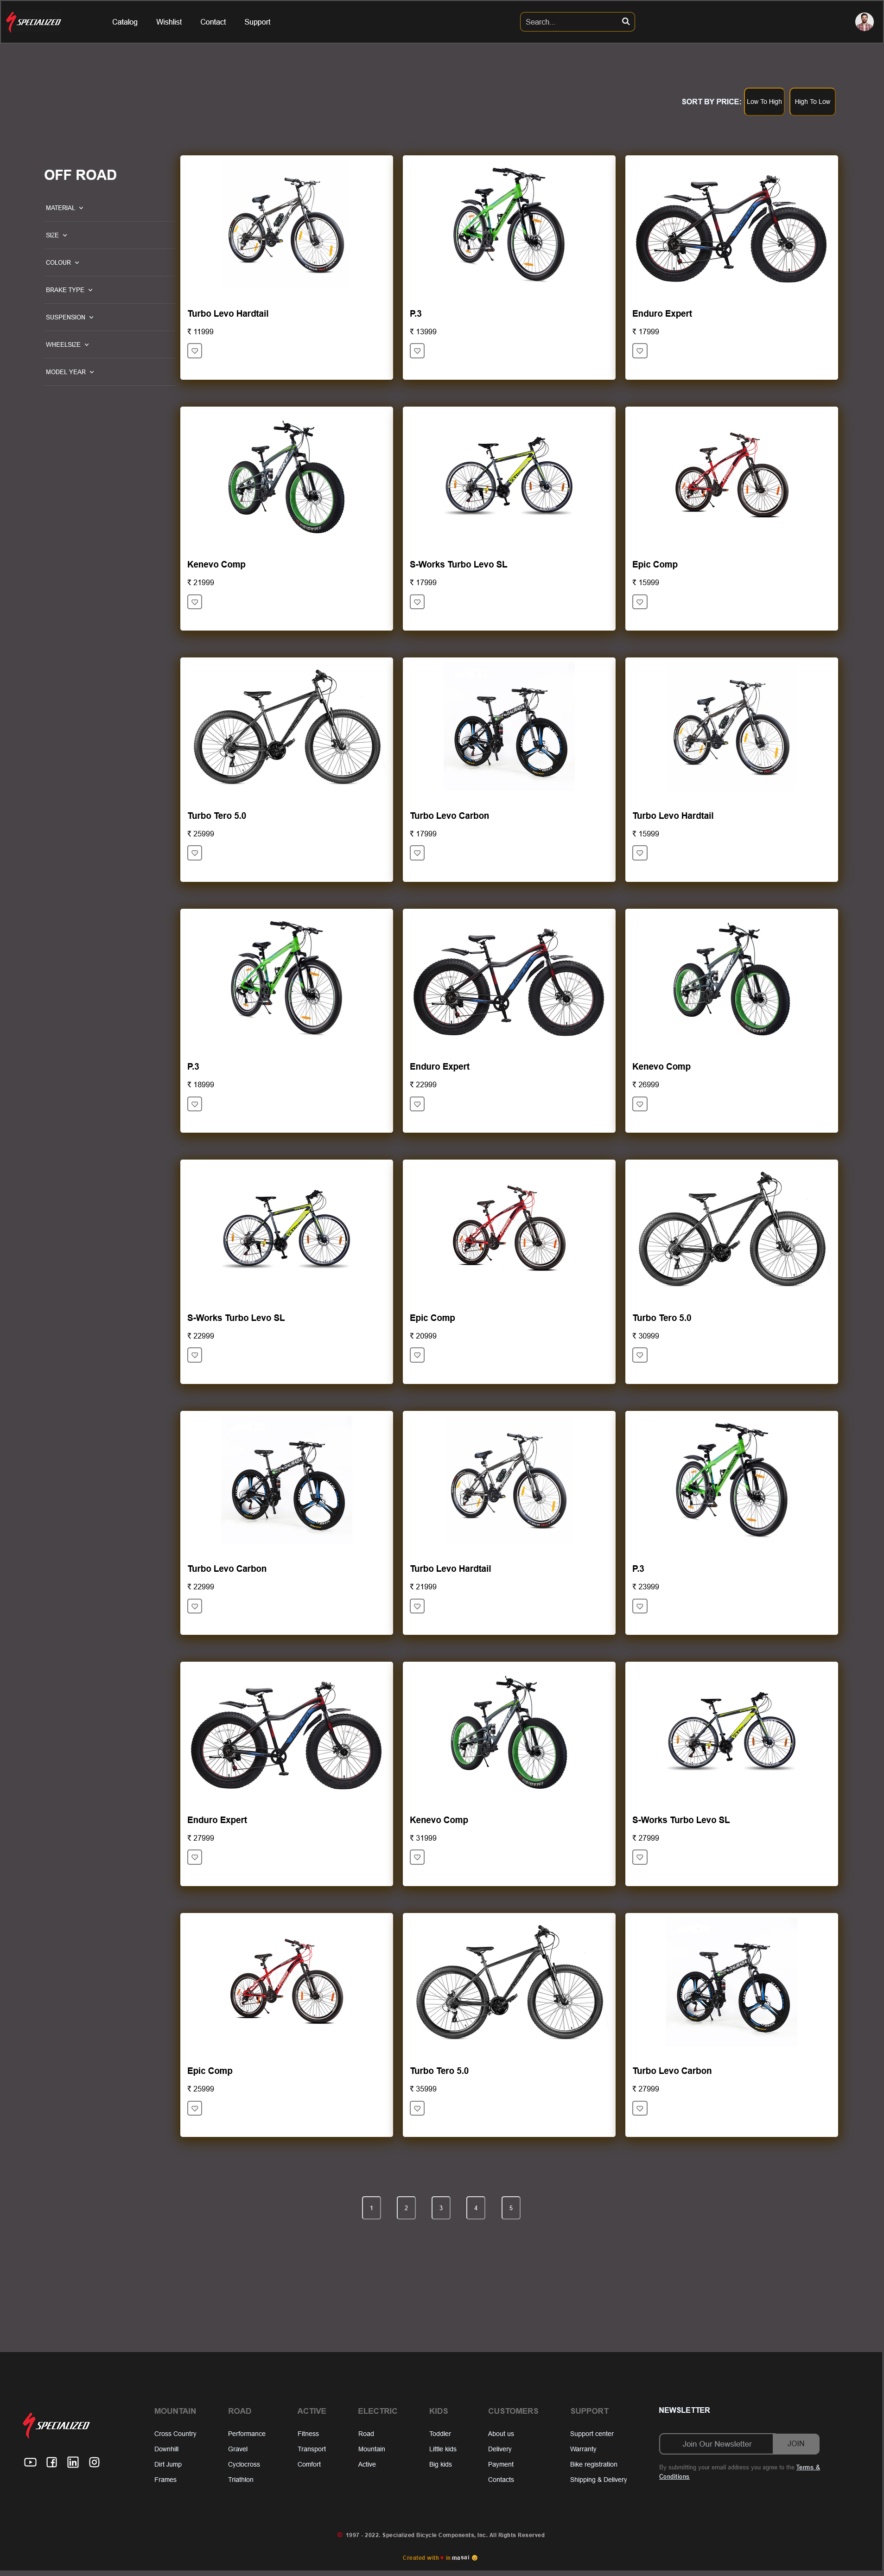 SPECIALIZED
Catalog Wishlist Contact Support
Search...
SORT BY PRICE: Low To High High To Low
OFF ROAD
MATERIAL
SIZE
COLOUR
BRAKE TYPE
SUSPENSION
WHEELSIZE
MODEL YEAR
Turbo Levo Hardtail
₹ 11999
P.3
₹ 13999
Enduro Expert
₹ 17999
Kenevo Comp
₹ 21999
S-Works Turbo Levo SL
₹ 17999
Epic Comp
₹ 15999
Turbo Tero 5.0
₹ 25999
Turbo Levo Carbon
₹ 17999
Turbo Levo Hardtail
₹ 15999
P.3
₹ 18999
Enduro Expert
₹ 22999
Kenevo Comp
₹ 26999
S-Works Turbo Levo SL
₹ 22999
Epic Comp
₹ 20999
Turbo Tero 5.0
₹ 30999
Turbo Levo Carbon
₹ 22999
Turbo Levo Hardtail
₹ 21999
P.3
₹ 23999
Enduro Expert
₹ 27999
Kenevo Comp
₹ 31999
S-Works Turbo Levo SL
₹ 27999
Epic Comp
₹ 25999
Turbo Tero 5.0
₹ 35999
Turbo Levo Carbon
₹ 27999
1 2 3 4 5
SPECIALIZED
MOUNTAIN
Cross Country
Downhill
Dirt Jump
Frames
ROAD
Performance
Gravel
Cyclocross
Triathlon
ACTIVE
Fitness
Transport
Comfort
ELECTRIC
Road
Mountain
Active
KIDS
Toddler
Little kids
Big kids
CUSTOMERS
About us
Delivery
Payment
Contacts
SUPPORT
Support center
Warranty
Bike registration
Shipping & Delivery
NEWSLETTER
Join Our Newsletter JOIN
By submitting your email address you agree to the Terms &
Conditions
© 1997 - 2022. Specialized Bicycle Components, Inc. All Rights Reserved
Created with ♥ in masai 😊